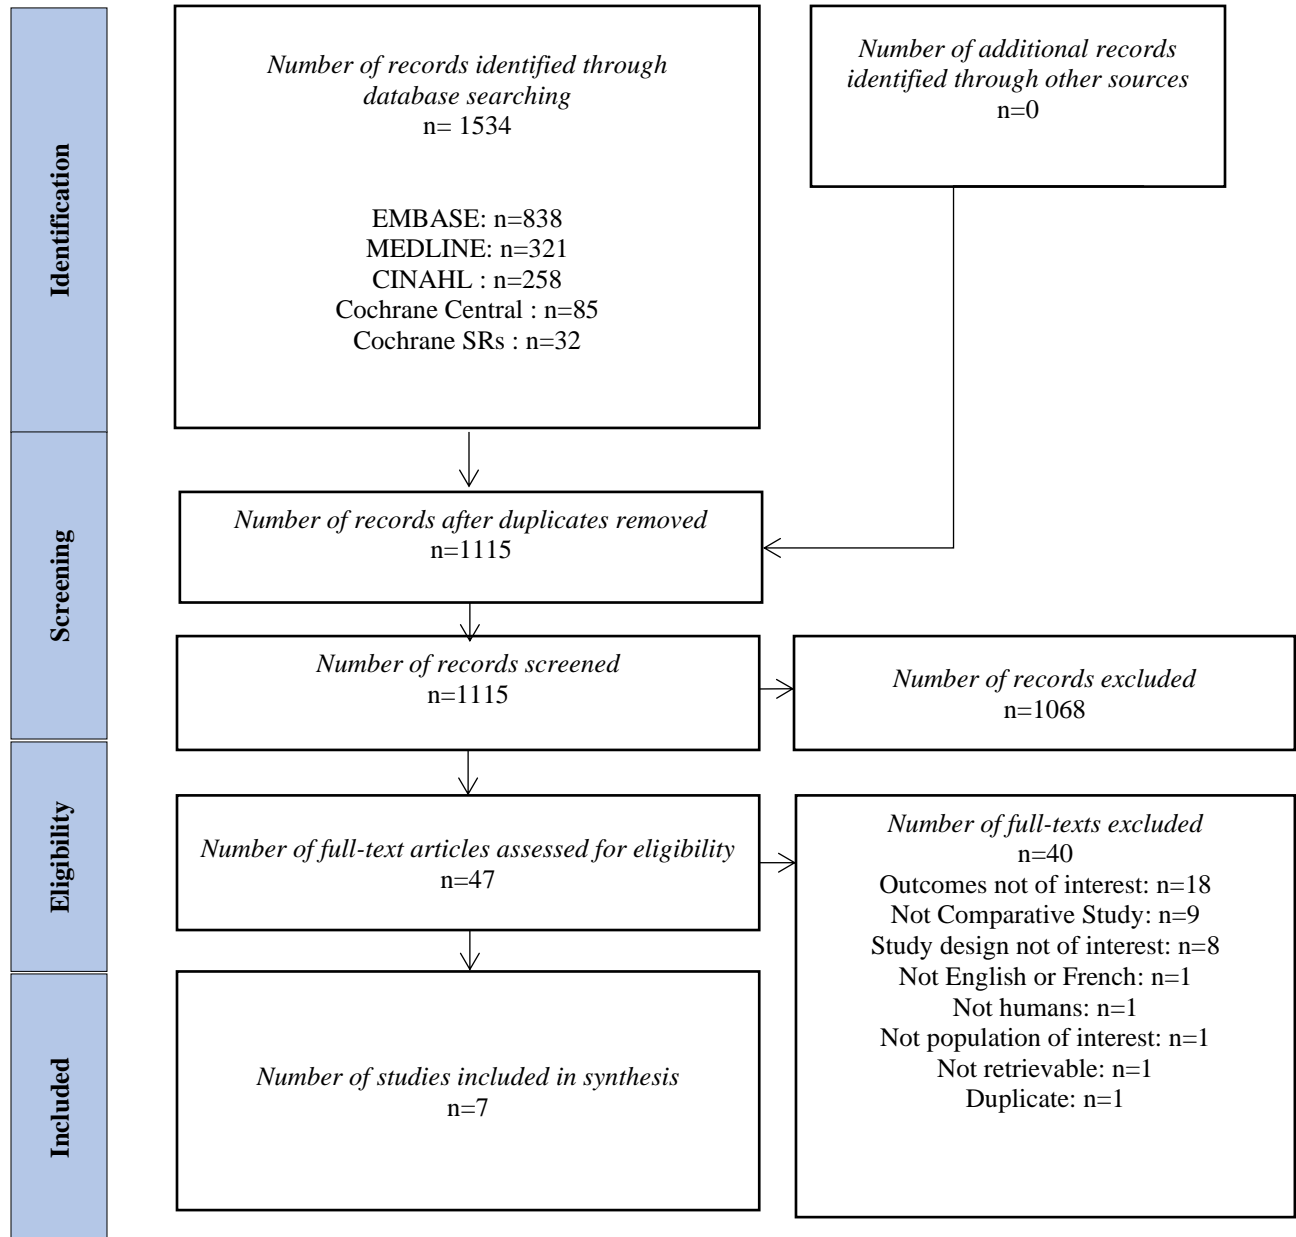 Identification
Number of records identified through
database searching
n= 1534
EMBASE: n=838
MEDLINE: n=321
CINAHL : n=258
Cochrane Central : n=85
Cochrane SRs : n=32
Number of additional records
identified through other sources
n=0
Screening
Number of records after duplicates removed
n=1115
Number of records screened
n=1115
Number of records excluded
n=1068
Eligibility
Number of full-text articles assessed for eligibility
n=47
Number of full-texts excluded
n=40
Outcomes not of interest: n=18
Not Comparative Study: n=9
Study design not of interest: n=8
Not English or French: n=1
Not humans: n=1
Not population of interest: n=1
Not retrievable: n=1
Duplicate: n=1
Included
Number of studies included in synthesis
n=7